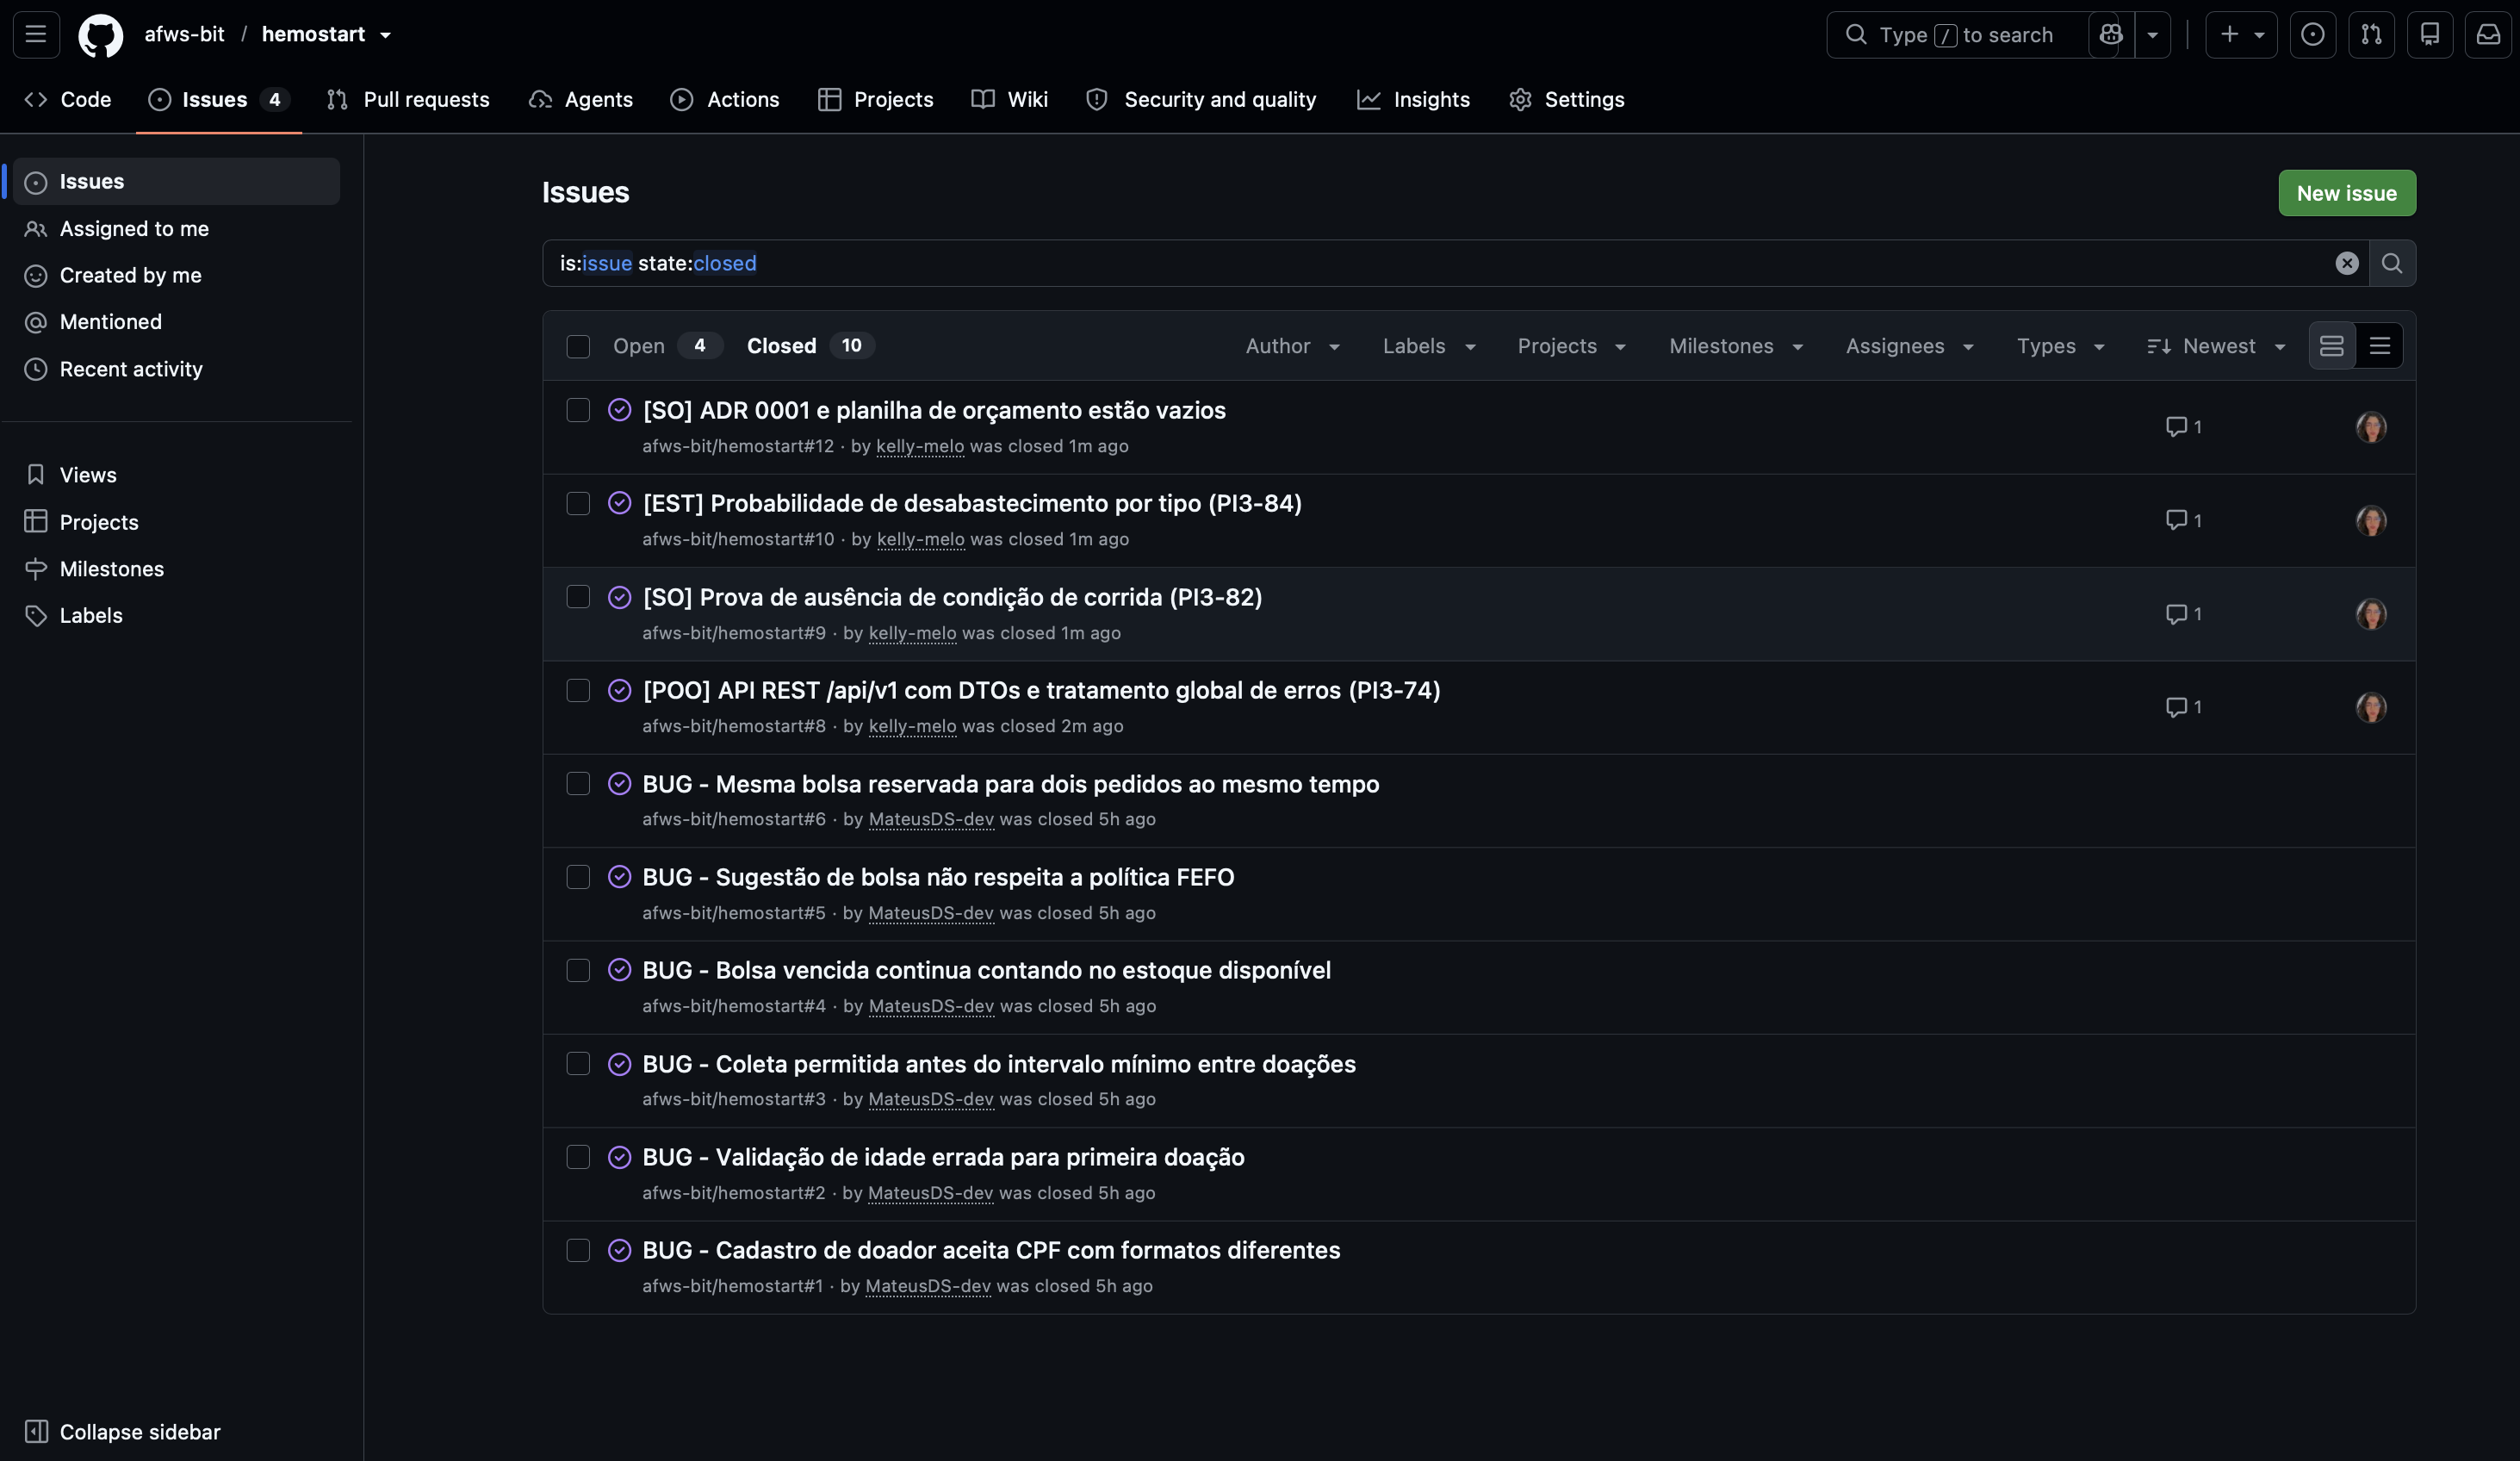 afws-bit / hemostart
Type / to search
Code
Issues 4
Pull requests
Agents
Actions
Projects
Wiki
Security and quality
Insights
Settings
Issues
Assigned to me
Created by me
Mentioned
Recent activity
Views
Projects
Milestones
Labels
Collapse sidebar
Issues
New issue
is:issue state:closed
Open 4 Closed 10 Author Labels Projects Milestones Assignees Types Newest
[SO] ADR 0001 e planilha de orçamento estão vazios
1
afws-bit/hemostart#12 · by kelly-melo was closed 1m ago
[EST] Probabilidade de desabastecimento por tipo (PI3-84)
1
afws-bit/hemostart#10 · by kelly-melo was closed 1m ago
[SO] Prova de ausência de condição de corrida (PI3-82)
1
afws-bit/hemostart#9 · by kelly-melo was closed 1m ago
[POO] API REST /api/v1 com DTOs e tratamento global de erros (PI3-74)
1
afws-bit/hemostart#8 · by kelly-melo was closed 2m ago
BUG - Mesma bolsa reservada para dois pedidos ao mesmo tempo
afws-bit/hemostart#6 · by MateusDS-dev was closed 5h ago
BUG - Sugestão de bolsa não respeita a política FEFO
afws-bit/hemostart#5 · by MateusDS-dev was closed 5h ago
BUG - Bolsa vencida continua contando no estoque disponível
afws-bit/hemostart#4 · by MateusDS-dev was closed 5h ago
BUG - Coleta permitida antes do intervalo mínimo entre doações
afws-bit/hemostart#3 · by MateusDS-dev was closed 5h ago
BUG - Validação de idade errada para primeira doação
afws-bit/hemostart#2 · by MateusDS-dev was closed 5h ago
BUG - Cadastro de doador aceita CPF com formatos diferentes
afws-bit/hemostart#1 · by MateusDS-dev was closed 5h ago